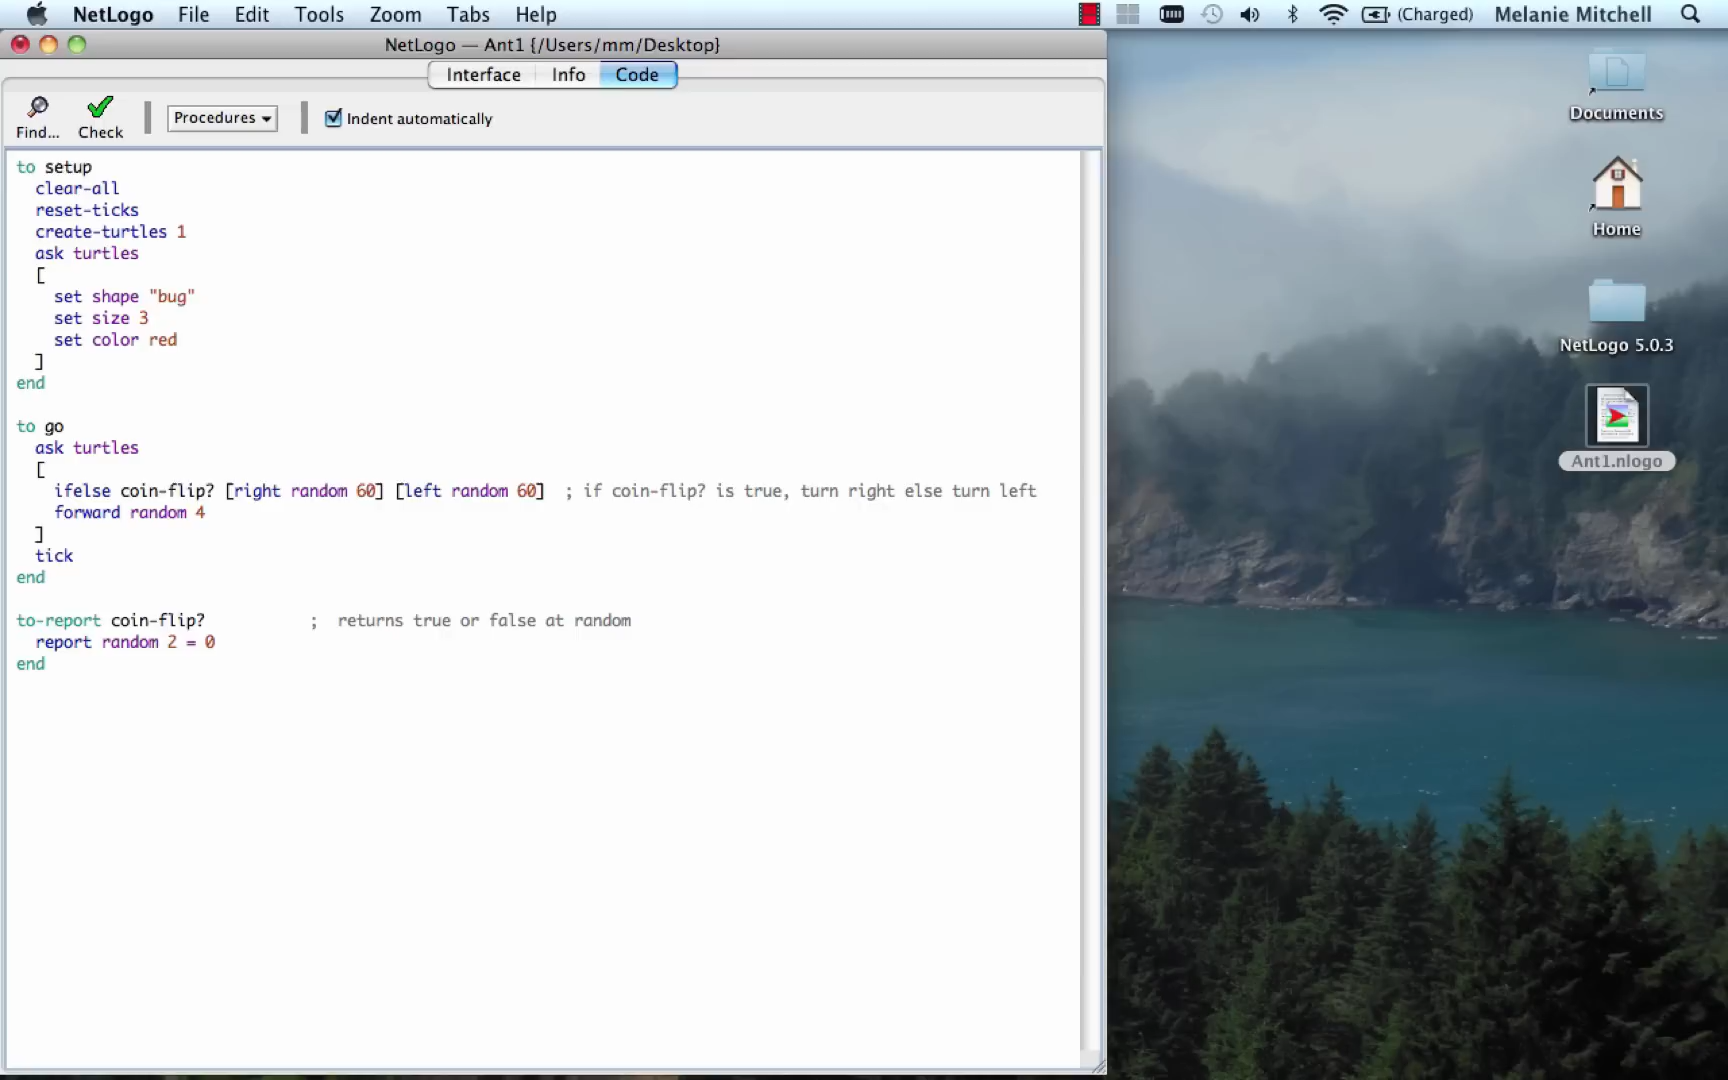 NetLogo File Edit Tools Zoom Tabs Help (Charged) Melanie Mitchell
NetLogo — Ant1 {/Users/mm/Desktop}
Interface Info Code
Find... Check Procedures Indent automatically
to setup
clear-all
reset-ticks
create-turtles 1
ask turtles
[
set shape "bug"
set size 3
set color red
]
end
to go
ask turtles
[
ifelse coin-flip? [right random 60] [left random 60] ; if coin-flip? is true, turn right else turn left
forward random 4
]
tick
end
to-report coin-flip? ; returns true or false at random
report random 2 = 0
end
Documents
Home
NetLogo 5.0.3
Ant1.nlogo